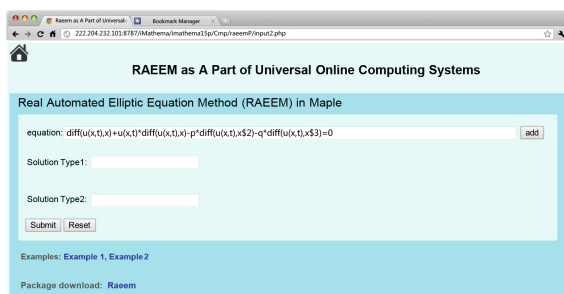 Raeem as A Part of Universal
Bookmark Manager
222.204.232.101:8787/iMathema/imathema15p/Cmp/raeemP/input2.php
RAEEM as A Part of Universal Online Computing Systems
Real Automated Elliptic Equation Method (RAEEM) in Maple
equation: diff(u(x,t),x)+u(x,t)*diff(u(x,t),x)-p*diff(u(x,t),x$2)-q*diff(u(x,t),x$3)=0 add
Solution Type1:
Solution Type2:
Submit Reset
Examples: Example 1, Example2
Package download: Raeem